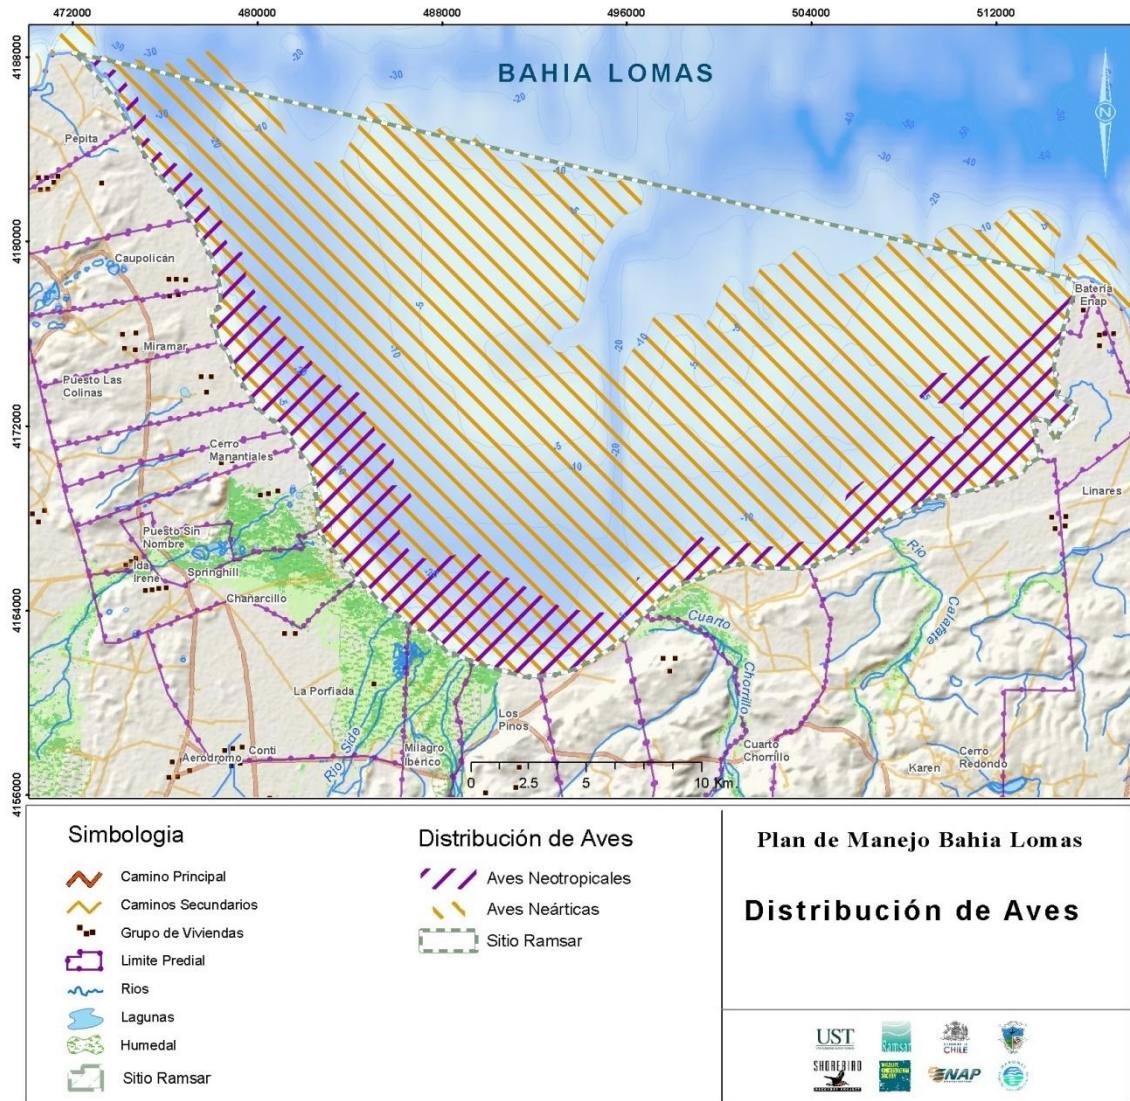 472000 480000 488000 496000 504000 512000
4188000
4180000
4172000
4164000
4156000
BAHIA LOMAS
Pepita
Caupolicán
Miramar
Puesto Las
Colinas
Cerro
Manantiales
Puesto Sin
Nombre
Ida
Irene
Springhill
Chanarcillo
La Porfiada
Conti
Aerodromo
Rio Side
Milagro
Ibérico
Los
Pinos
Cuarto
Chorrillo
Cuarto
Chorrillo
Rio
Calafate
Karen
Cerro
Redondo
Linares
Batería
Enap
0 2.5 5 10 Km
Simbologia
Camino Principal
Caminos Secundarios
Grupo de Viviendas
Limite Predial
Rios
Lagunas
Humedal
Sitio Ramsar
Distribución de Aves
Aves Neotropicales
Aves Neárticas
Sitio Ramsar
Plan de Manejo Bahia Lomas
Distribución de Aves
UST
Ramsar
CHILE
SHOREBIRD
ENAP